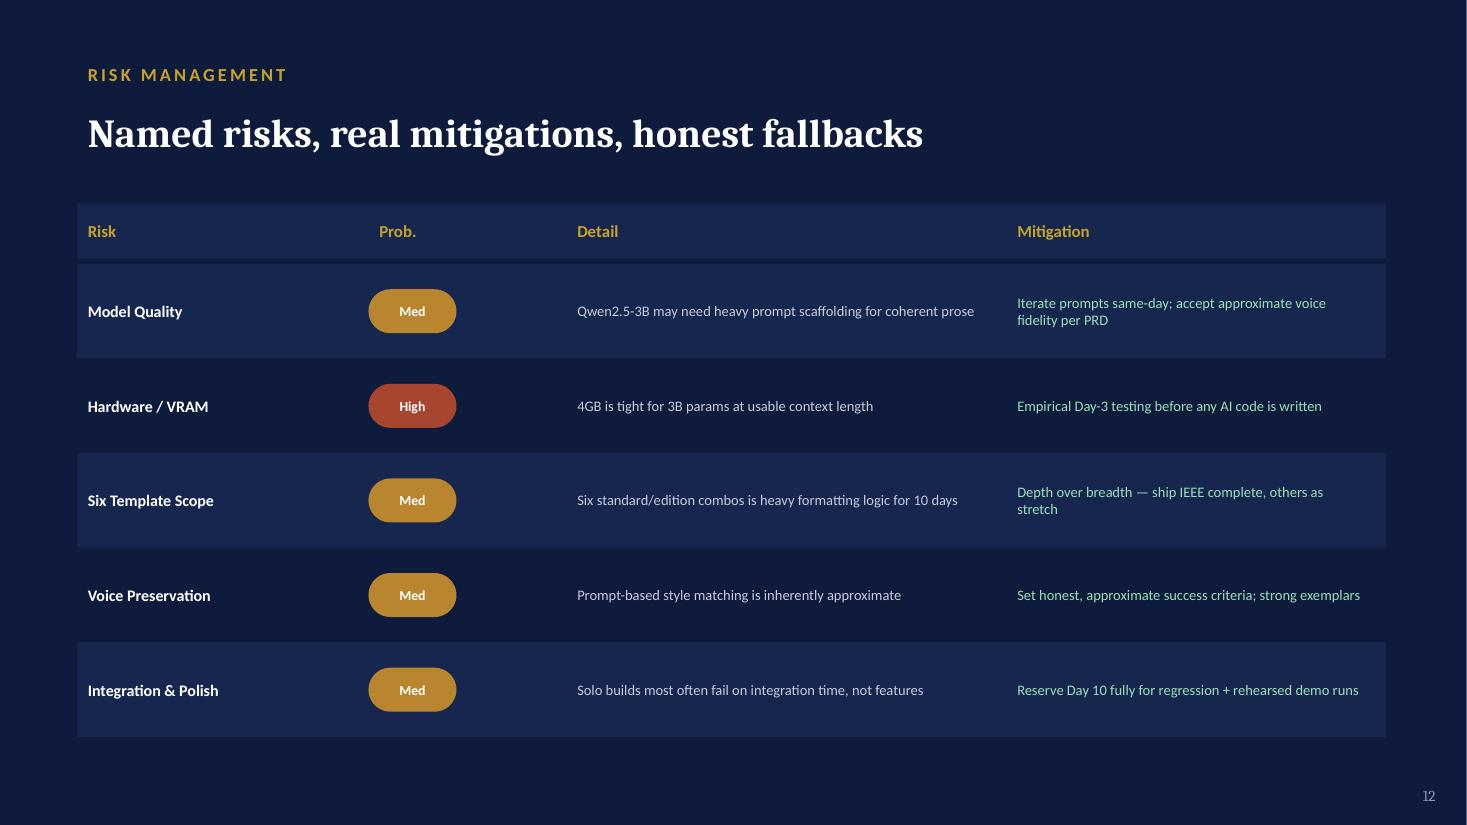 RISK MANAGEMENT
Named risks, real mitigations, honest fallbacks
Risk
Prob.
Detail
Mitigation
Model Quality
Med
Qwen2.5-3B may need heavy prompt scaffolding for coherent prose
Iterate prompts same-day; accept approximate voice
fidelity per PRD
Hardware / VRAM
High
4GB is tight for 3B params at usable context length
Empirical Day-3 testing before any AI code is written
Six Template Scope
Med
Six standard/edition combos is heavy formatting logic for 10 days
Depth over breadth — ship IEEE complete, others as
stretch
Voice Preservation
Med
Prompt-based style matching is inherently approximate
Set honest, approximate success criteria; strong exemplars
Integration & Polish
Med
Solo builds most often fail on integration time, not features
Reserve Day 10 fully for regression + rehearsed demo runs
12